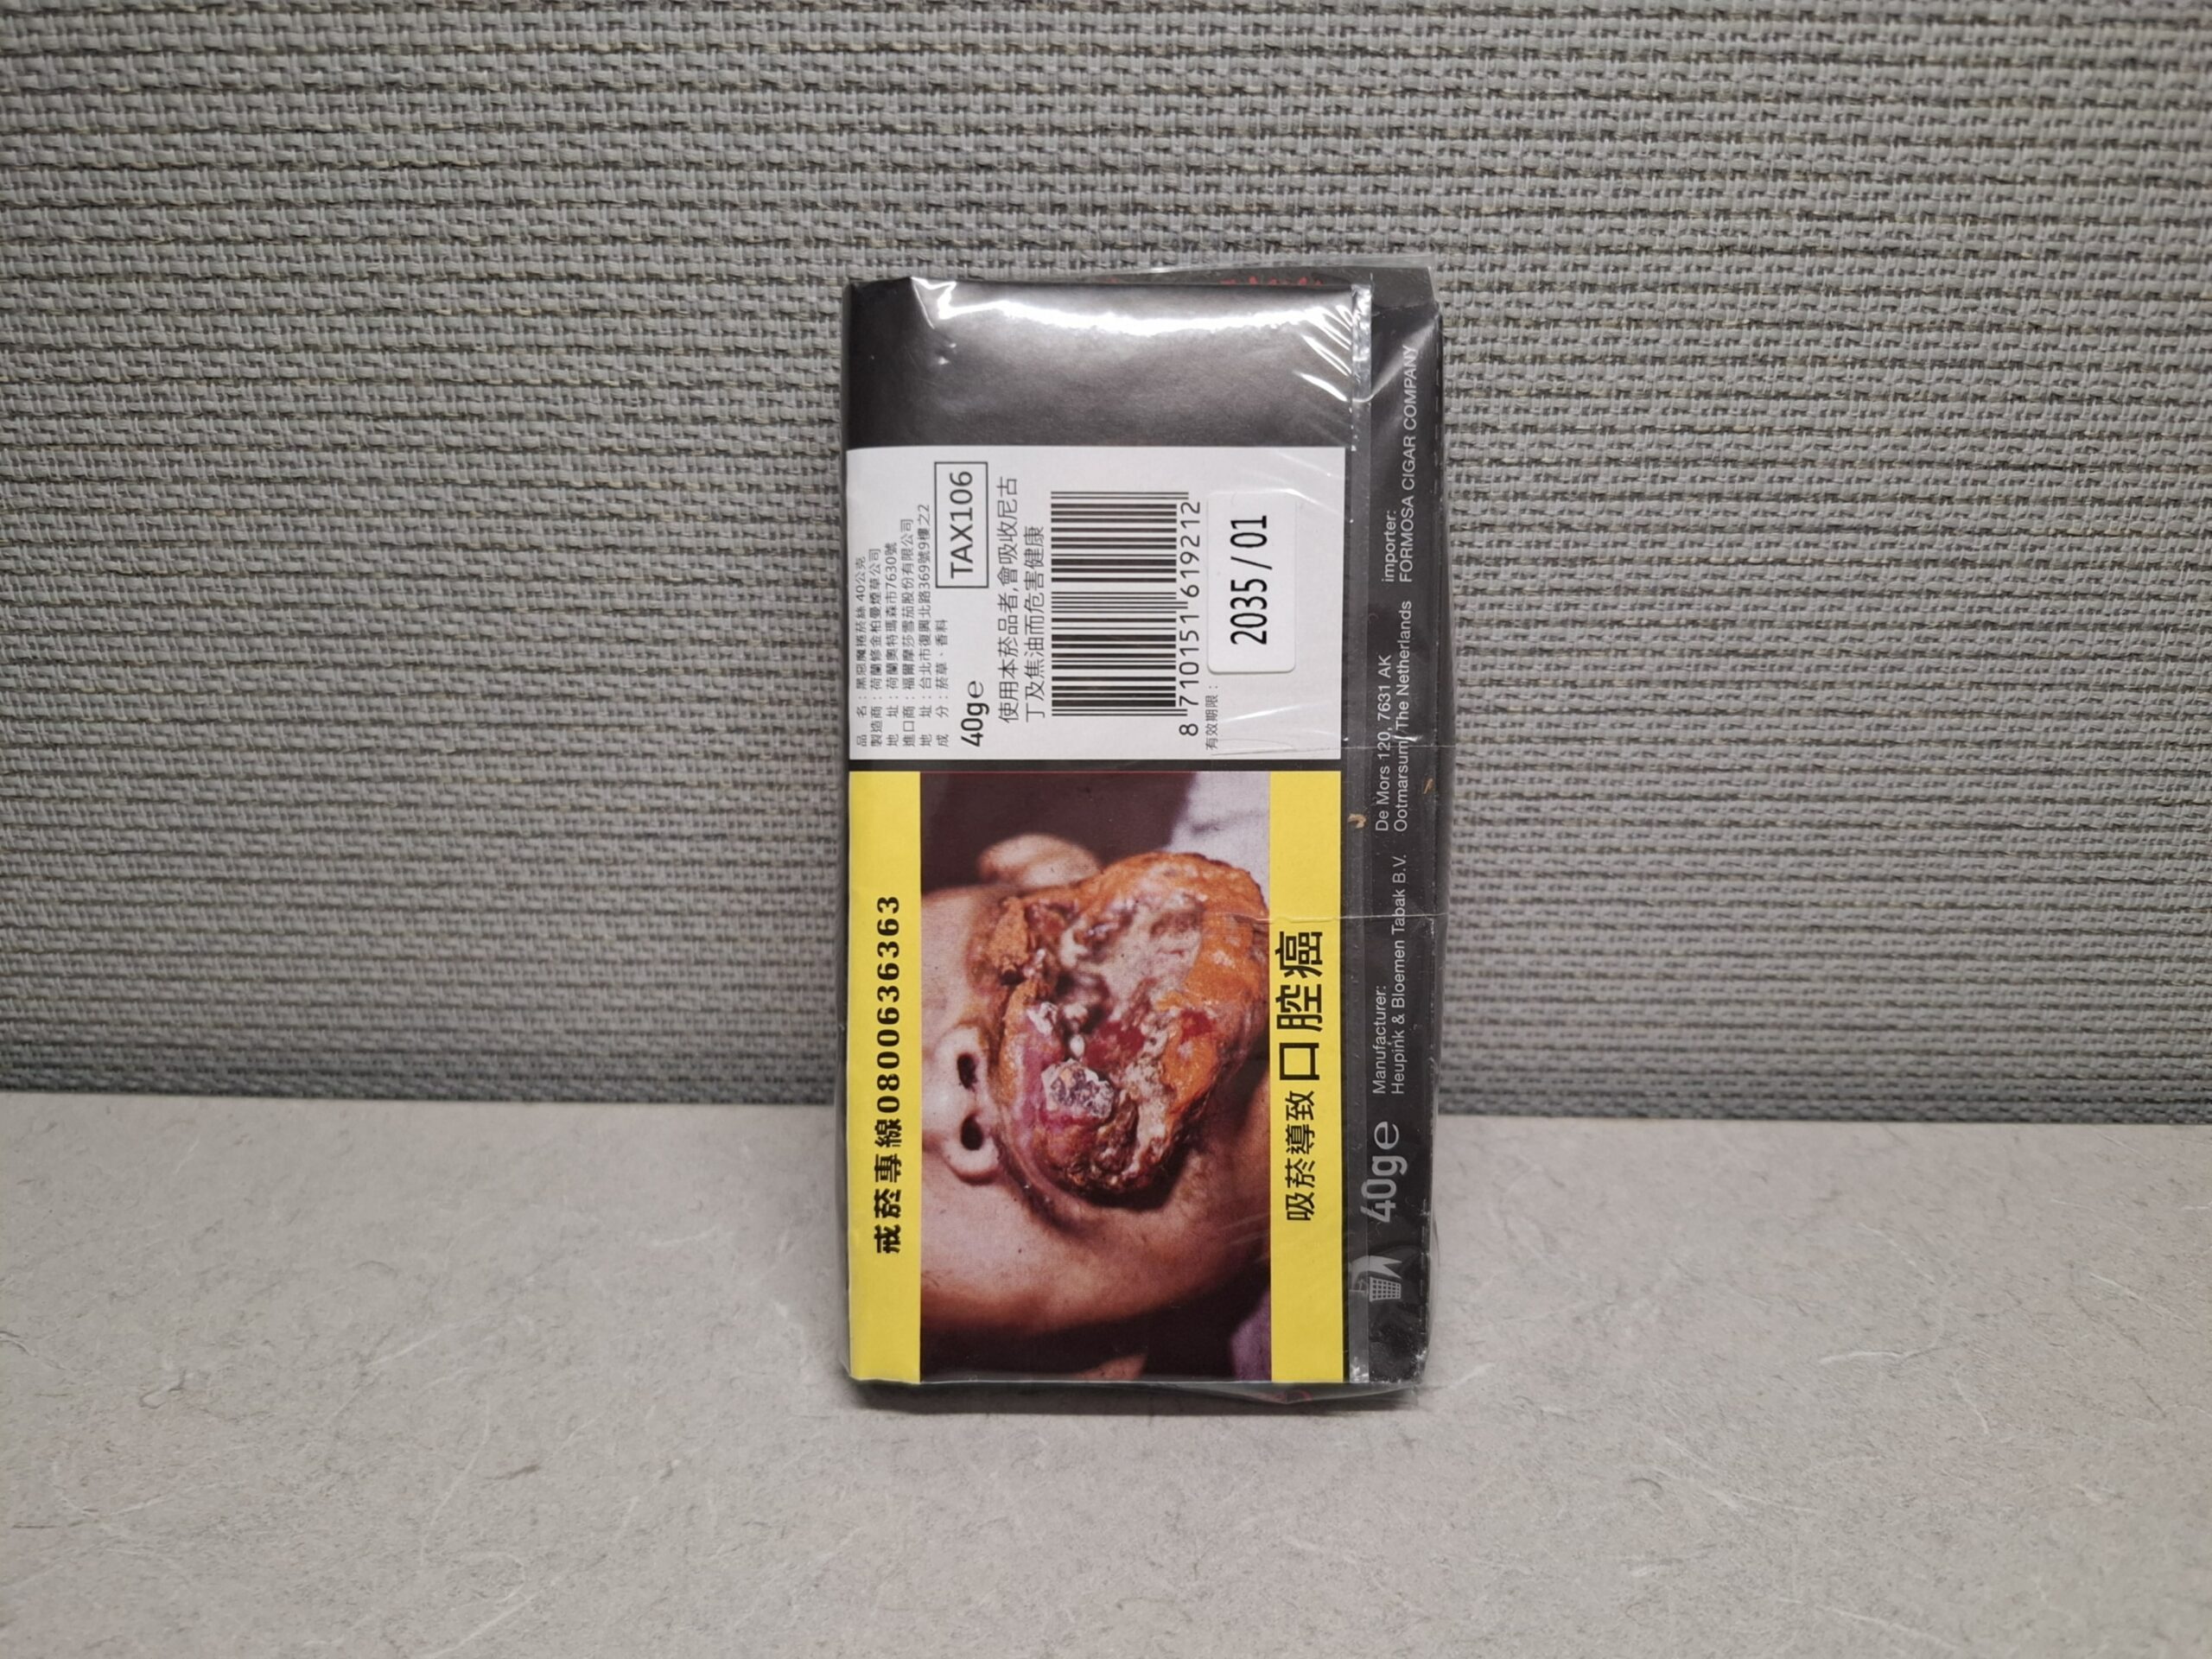 品　名：黑惡魔捲菸絲 40公克
製造商：荷蘭修金柏曼煙草公司
地　址：荷蘭奧特瑪森市7630號
進口商：福爾摩莎雪茄股份有限公司
地　址：台北市復興北路369號9樓之2
成　分：菸草、香料
40g℮
TAX106
使用本菸品者,會吸收尼古
丁及焦油而危害健康
8 710151 619212
有效期限：
2035/01
戒菸專線0800636363
吸菸導致口腔癌
40g℮
Manufacturer:
Heupink & Bloemen Tabak B.V.
De Mors 120, 7631 AK
Ootmarsum/The Netherlands
importer:
FORMOSA CIGAR COMPANY